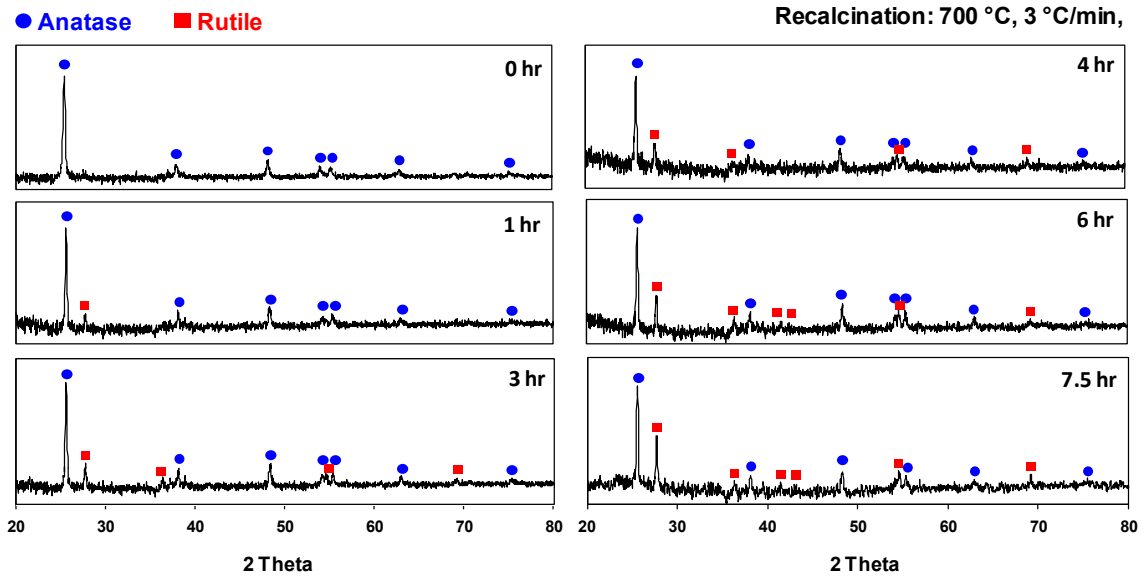 Anatase Rutile
Recalcination: 700 °C, 3 °C/min,
0 hr
4 hr
1 hr
6 hr
3 hr
7.5 hr
20 30 40 50 60 70 80
20 30 40 50 60 70 80
2 Theta
2 Theta